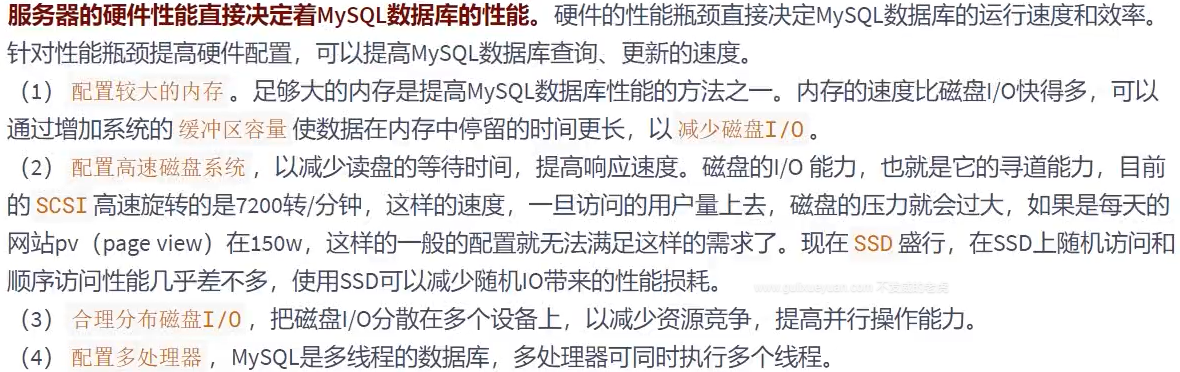 服务器的硬件性能直接决定着MySQL数据库的性能。硬件的性能瓶颈直接决定MySQL数据库的运行速度和效率。
针对性能瓶颈提高硬件配置，可以提高MySQL数据库查询、更新的速度。
（1） 配置较大的内存 。足够大的内存是提高MySQL数据库性能的方法之一。内存的速度比磁盘I/O快得多，可以
通过增加系统的 缓冲区容量 使数据在内存中停留的时间更长，以 减少磁盘I/O 。
（2） 配置高速磁盘系统 ，以减少读盘的等待时间，提高响应速度。磁盘的I/O 能力，也就是它的寻道能力，目前
的 SCSI 高速旋转的是7200转/分钟，这样的速度，一旦访问的用户量上去，磁盘的压力就会过大，如果是每天的
网站pv（page view）在150w，这样的一般的配置就无法满足这样的需求了。现在 SSD 盛行，在SSD上随机访问和
顺序访问性能几乎差不多，使用SSD可以减少随机IO带来的性能损耗。
（3） 合理分布磁盘I/O ，把磁盘I/O分散在多个设备上，以减少资源竞争，提高并行操作能力。
（4） 配置多处理器 ，MySQL是多线程的数据库，多处理器可同时执行多个线程。